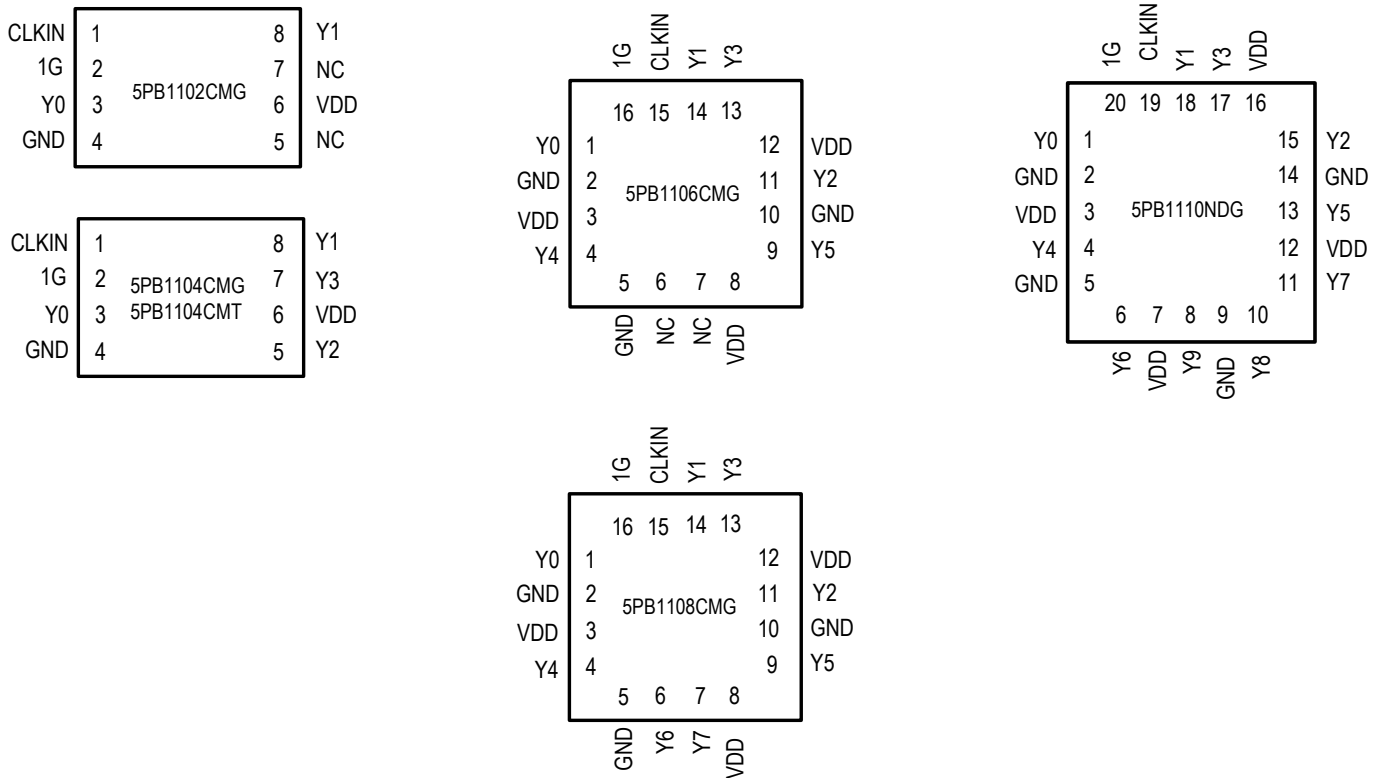 CLKIN 1 8 Y1
1G 2 7 NC
5PB1102CMG
Y0 3 6 VDD
GND 4 5 NC
CLKIN 1 8 Y1
1G 2 7 Y3
5PB1104CMG
5PB1104CMT
Y0 3 6 VDD
GND 4 5 Y2
1G CLKIN Y1 Y3
16 15 14 13
Y0 1 12 VDD
GND 2 11 Y2
5PB1106CMG
VDD 3 10 GND
Y4 4 9 Y5
5 6 7 8
GND NC NC VDD
1G CLKIN Y1 Y3 VDD
20 19 18 17 16
Y0 1 15 Y2
GND 2 14 GND
VDD 3 5PB1110NDG 13 Y5
Y4 4 12 VDD
GND 5 11 Y7
6 7 8 9 10
Y6 VDD Y9 GND Y8
1G CLKIN Y1 Y3
16 15 14 13
Y0 1 12 VDD
GND 2 11 Y2
5PB1108CMG
VDD 3 10 GND
Y4 4 9 Y5
5 6 7 8
GND Y6 Y7 VDD